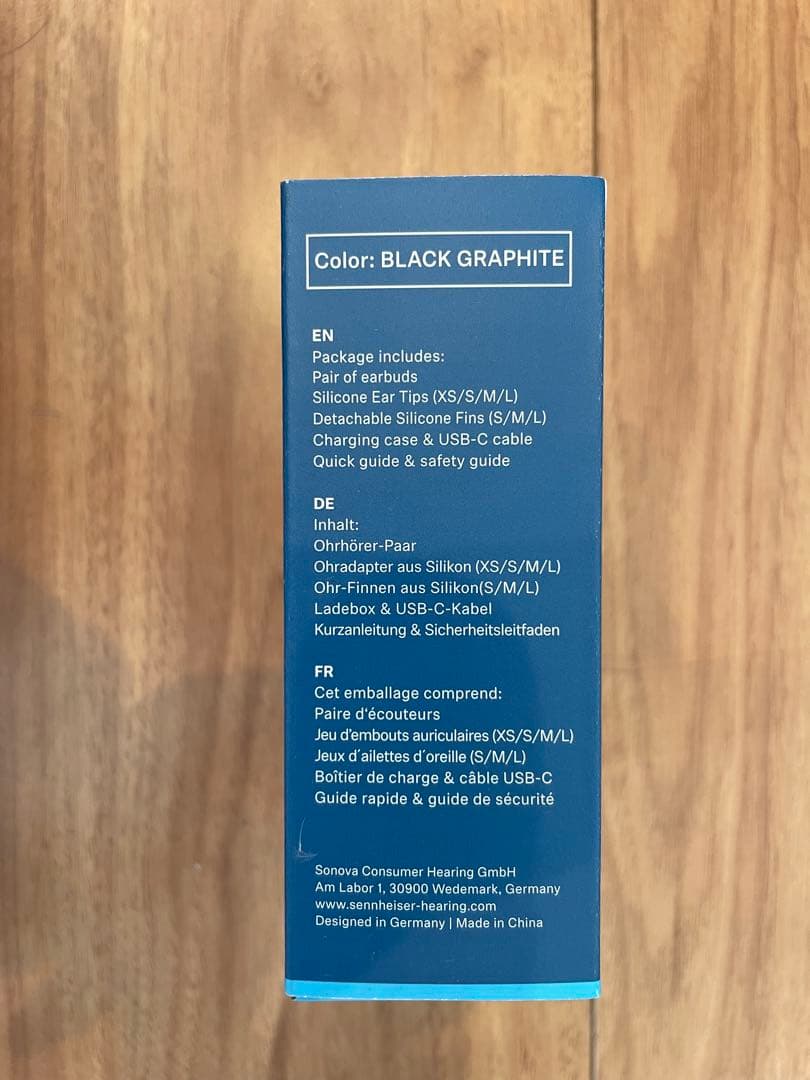 Color: BLACK GRAPHITE
EN
Package includes:
Pair of earbuds
Silicone Ear Tips (XS/S/M/L)
Detachable Silicone Fins (S/M/L)
Charging case & USB-C cable
Quick guide & safety guide
DE
Inhalt:
Ohrhörer-Paar
Ohradapter aus Silikon (XS/S/M/L)
Ohr-Finnen aus Silikon(S/M/L)
Ladebox & USB-C-Kabel
Kurzanleitung & Sicherheitsleitfaden
FR
Cet emballage comprend:
Paire d‘écouteurs
Jeu d’embouts auriculaires (XS/S/M/L)
Jeux d´ailettes d´oreille (S/M/L)
Boîtier de charge & câble USB-C
Guide rapide & guide de sécurité
Sonova Consumer Hearing GmbH
Am Labor 1, 30900 Wedemark, Germany
www.sennheiser-hearing.com
Designed in Germany | Made in China